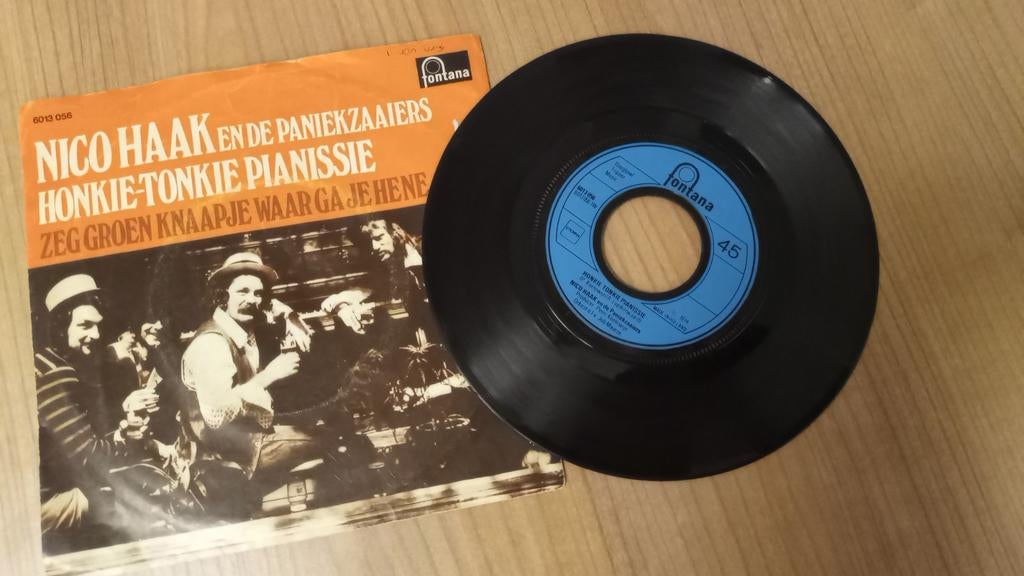 fontana
6013 056
NICO HAAK EN DE PANIEKZAAIERS
HONKIE-TONKIE PIANISSIE
ZEG GROEN KNAAPJE WAAR GA JE HENE
fontana
45
HONKIE TONKIE PIANISSIE
NICO HAAK en de Paniekzaaiers